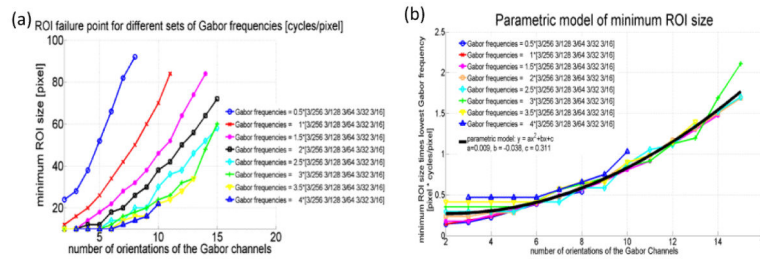 (a)
ROI failure point for different sets of Gabor frequencies [cycles/pixel]
minimum ROI size [pixel]
100
80
60
40
20
5
10
15
number of orientations of the Gabor channels
Gabor frequencies = 0.5*[3/256 3/128 3/64 3/32 3/16]
Gabor frequencies = 1*[3/256 3/128 3/64 3/32 3/16]
Gabor frequencies = 1.5*[3/256 3/128 3/64 3/32 3/16]
Gabor frequencies = 2*[3/256 3/128 3/64 3/32 3/16]
Gabor frequencies = 2.5*[3/256 3/128 3/64 3/32 3/16]
Gabor frequencies = 3*[3/256 3/128 3/64 3/32 3/16]
Gabor frequencies = 3.5*[3/256 3/128 3/64 3/32 3/16]
Gabor frequencies = 4*[3/256 3/128 3/64 3/32 3/16]
(b)
Parametric model of minimum ROI size
minimum ROI size times lowest Gabor frequency
[pixel * cycles/pixel]
2.5
2
1.5
1
0.5
0
2
4
6
8
10
12
14
number of orientations of the Gabor Channels
Gabor frequencies = 0.5*[3/256 3/128 3/64 3/32 3/16]
Gabor frequencies = 1*[3/256 3/128 3/64 3/32 3/16]
Gabor frequencies = 1.5*[3/256 3/128 3/64 3/32 3/16]
Gabor frequencies = 2*[3/256 3/128 3/64 3/32 3/16]
Gabor frequencies = 2.5*[3/256 3/128 3/64 3/32 3/16]
Gabor frequencies = 3*[3/256 3/128 3/64 3/32 3/16]
Gabor frequencies = 3.5*[3/256 3/128 3/64 3/32 3/16]
Gabor frequencies = 4*[3/256 3/128 3/64 3/32 3/16]
parametric model: y = ax²+bx+c
a=0.009, b = -0.038, c = 0.311